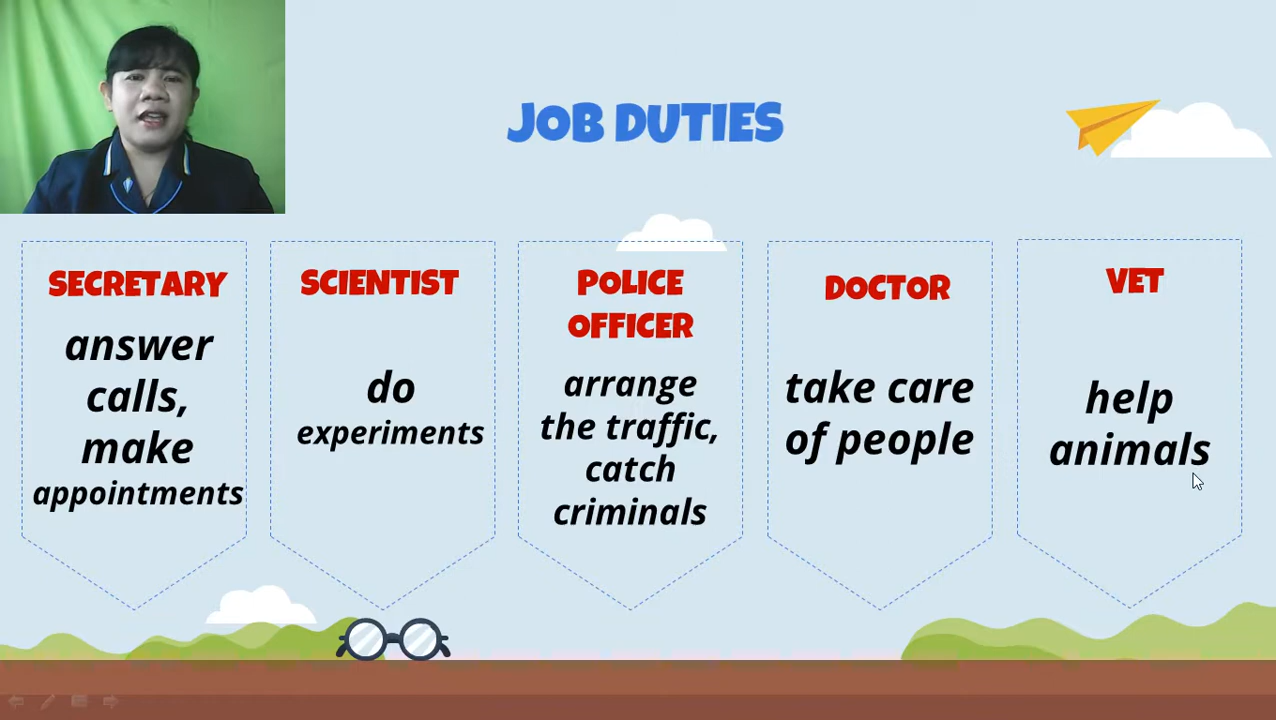 JOB DUTIES
SECRETARY
answer
calls,
make
appointments
SCIENTIST
do
experiments
POLICE
OFFICER
arrange
the traffic,
catch
criminals
DOCTOR
take care
of people
VET
help
animals